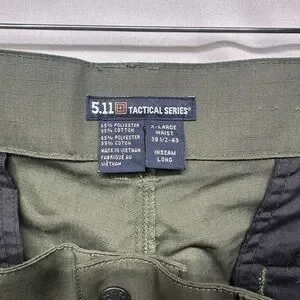 5.11 TACTICAL SERIES®
65% POLYESTER
35% COTTON
65% POLYESTER
35% COTON
MADE IN VIETNAM
FABRIQUÉ AU
VIÊTNAM
X-LARGE
WAIST
39 1/2-43
INSEAM
LONG